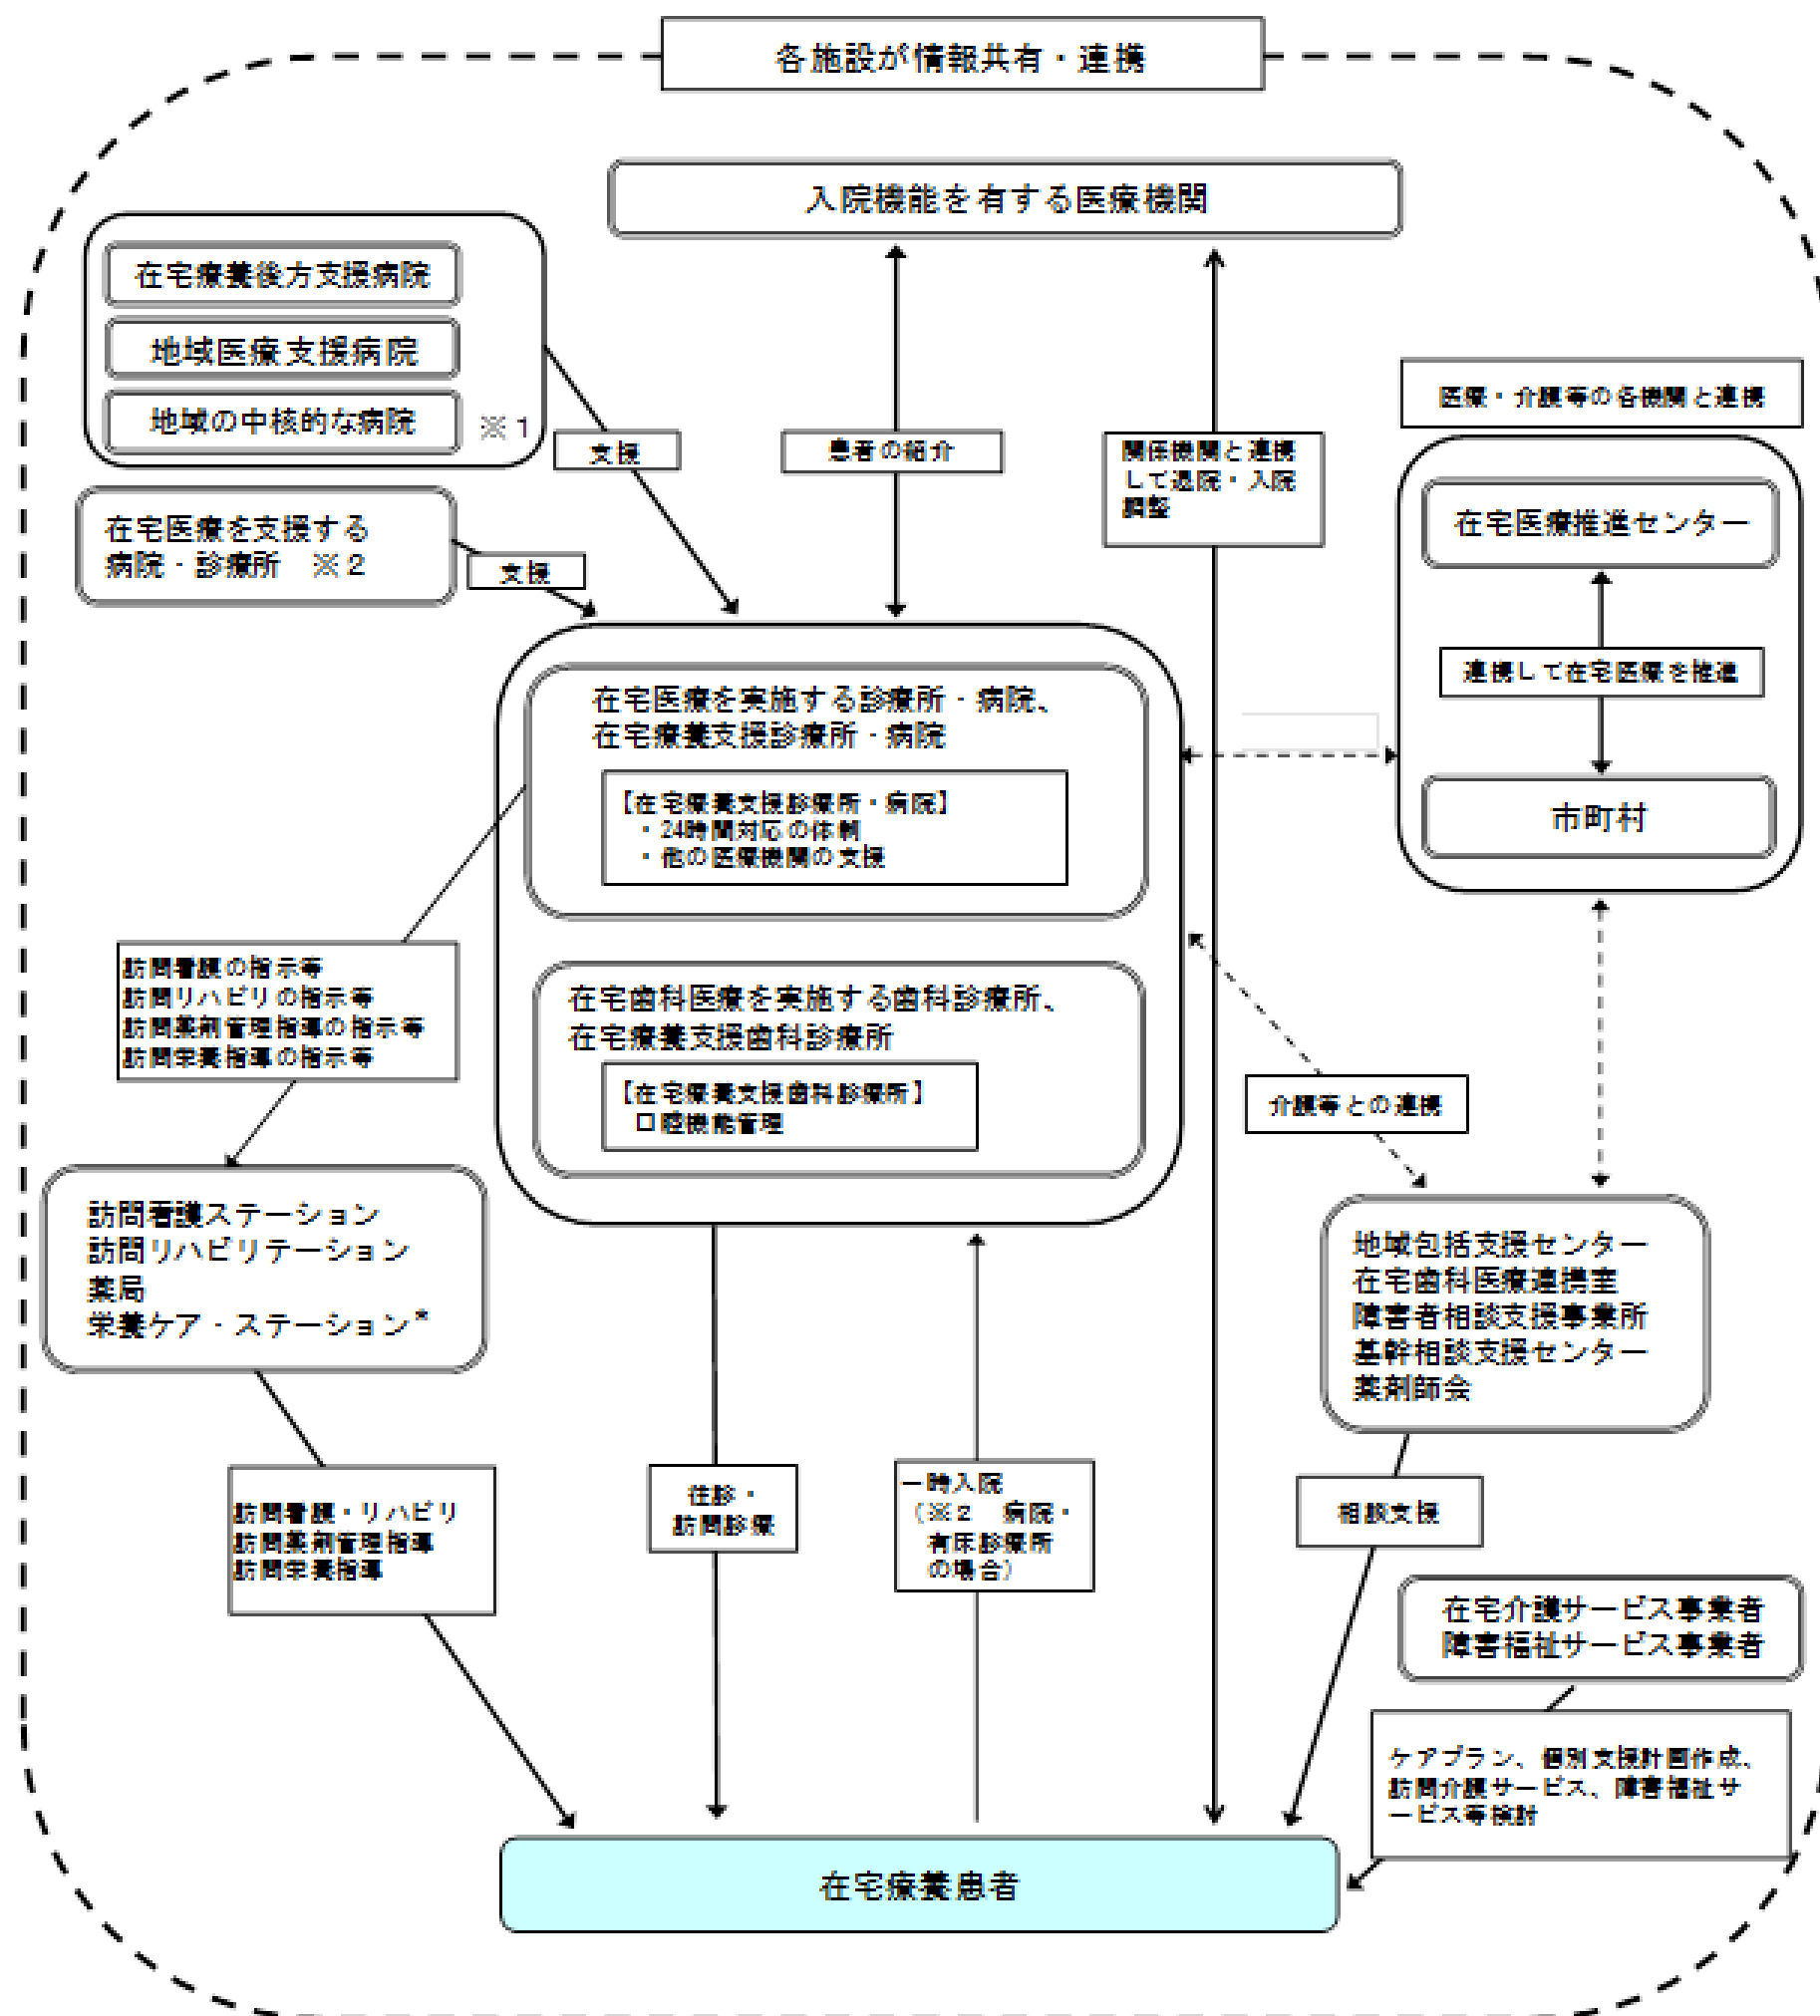 各施設が情報共有・連携
入院機能を有する医療機関
在宅療養後方支援病院
地域医療支援病院
地域の中核的な病院
※1
支援
患者の紹介
関係機関と連携
して退院・入院
調整
医療・介護等の各機関と連携
在宅医療推進センター
連携して在宅医療を推進
市町村
在宅医療を支援する
病院・診療所　※2
支援
在宅医療を実施する診療所・病院、
在宅療養支援診療所・病院
【在宅療養支援診療所・病院】
・24時間対応の体制
・他の医療機関の支援
在宅歯科医療を実施する歯科診療所、
在宅療養支援歯科診療所
【在宅療養支援歯科診療所】
口腔機能管理
訪問看護の指示等
訪問リハビリの指示等
訪問薬剤管理指導の指示等
訪問栄養指導の指示等
介護等との連携
訪問看護ステーション
訪問リハビリテーション
薬局
栄養ケア・ステーション*
地域包括支援センター
在宅歯科医療連携室
障害者相談支援事業所
基幹相談支援センター
薬剤師会
訪問看護・リハビリ
訪問薬剤管理指導
訪問栄養指導
往診・
訪問診療
一時入院
（※2　病院・
有床診療所
の場合）
相談支援
在宅介護サービス事業者
障害福祉サービス事業者
ケアプラン、個別支援計画作成、
訪問介護サービス、障害福祉サ
ービス等検討
在宅療養患者